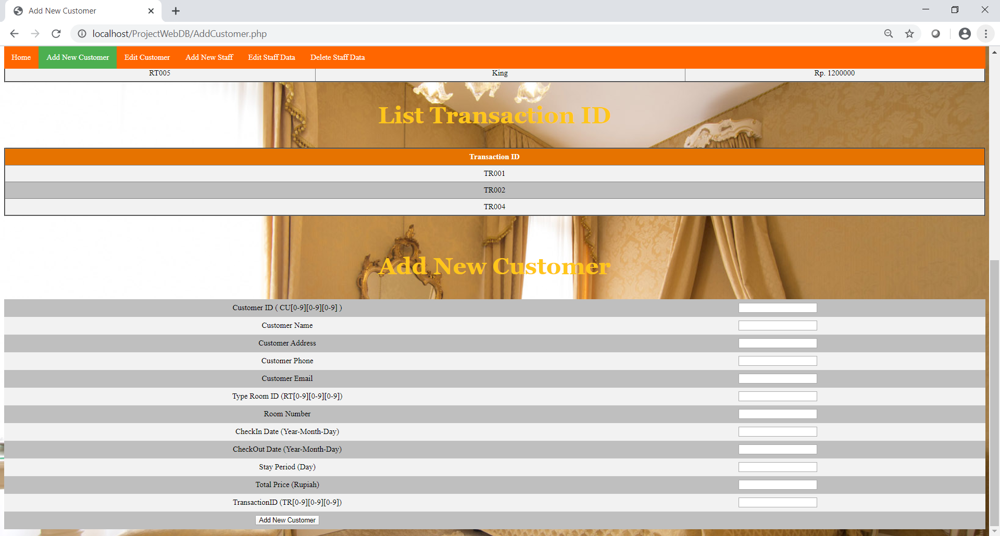 Add New Customer
localhost/ProjectWebDB/AddCustomer.php
Home Add New Customer Edit Customer Add New Staff Edit Staff Data Delete Staff Data
RT005 King Rp. 1200000
List Transaction ID
Transaction ID
TR001
TR002
TR004
Add New Customer
Customer ID ( CU[0-9][0-9][0-9] )
Customer Name
Customer Address
Customer Phone
Customer Email
Type Room ID (RT[0-9][0-9][0-9])
Room Number
CheckIn Date (Year-Month-Day)
CheckOut Date (Year-Month-Day)
Stay Period (Day)
Total Price (Rupiah)
TransactionID (TR[0-9][0-9][0-9])
Add New Customer